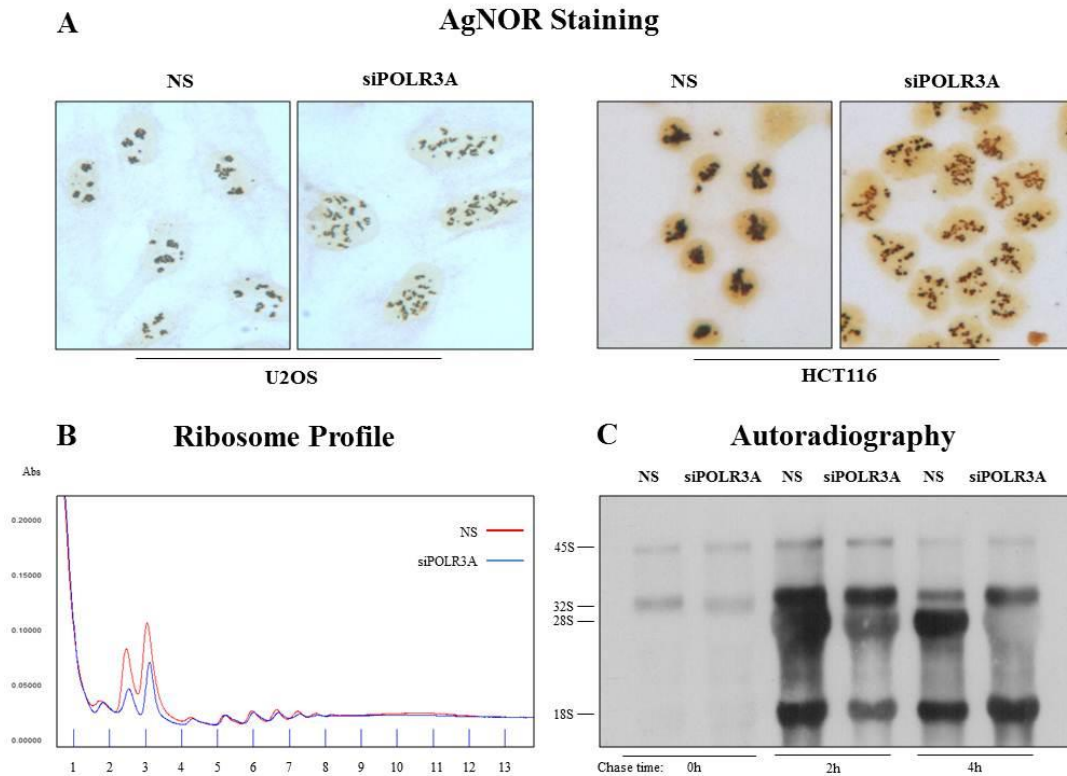 A
AgNOR Staining
NS
siPOLR3A
NS
siPOLR3A
U2OS
HCT116
B
Ribosome Profile
Abs
0.20000
0.15000
0.10000
0.05000
0.00000
NS
siPOLR3A
1 2 3 4 5 6 7 8 9 10 11 12 13
C
Autoradiography
NS siPOLR3A NS siPOLR3A NS siPOLR3A
45S
32S
28S
18S
Chase time: 0h 2h 4h